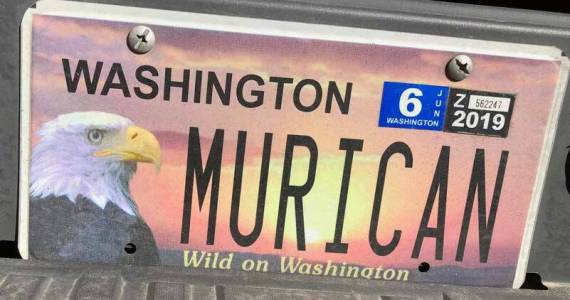 WASHINGTON
6 JUN WASHINGTON
Z 562247
2019
MURICAN
Wild on Washington